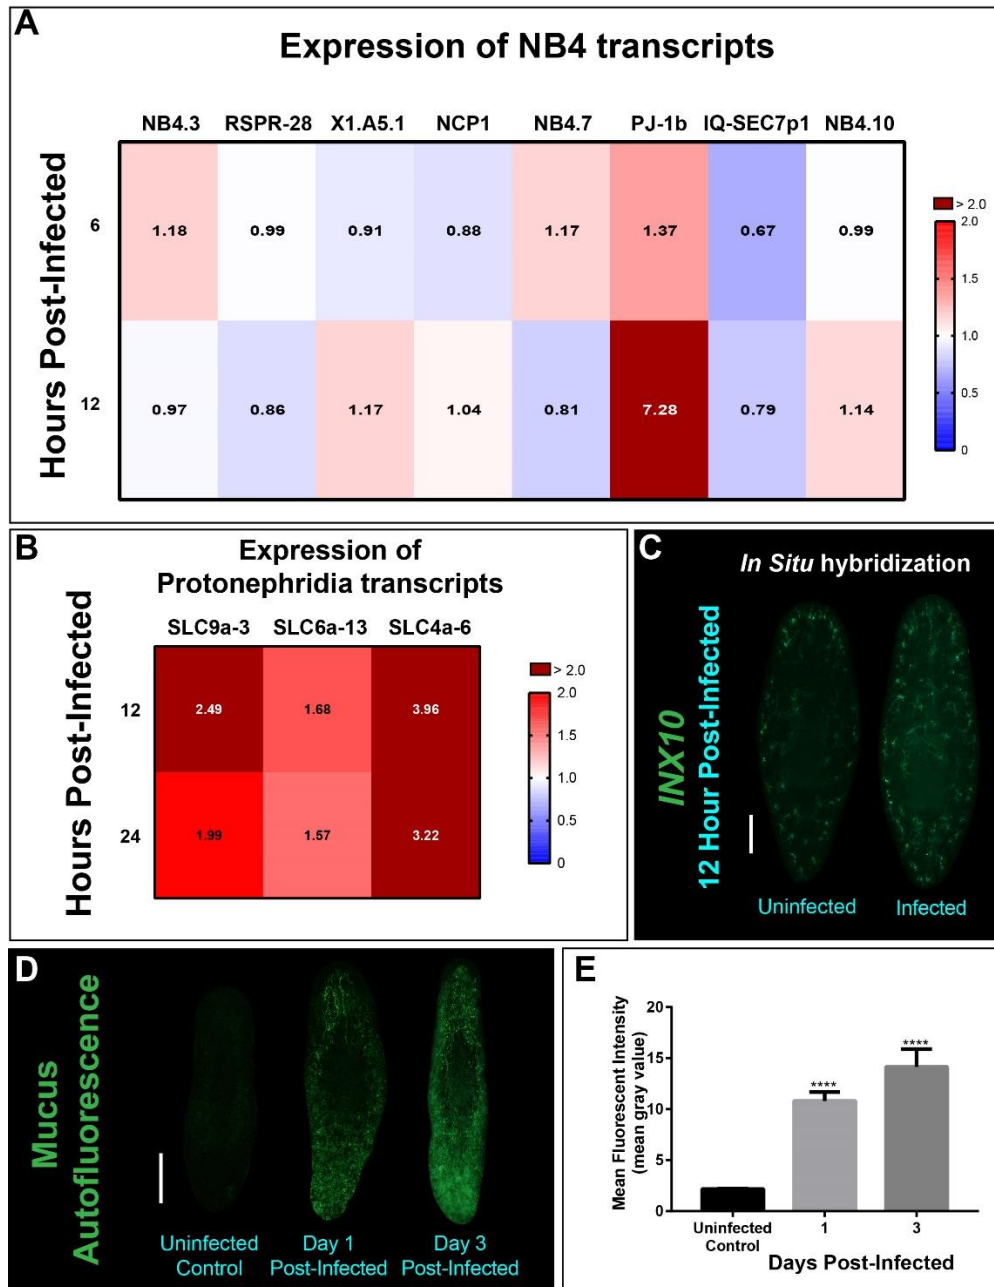 A
Expression of NB4 transcripts
NB4.3 RSPR-28 X1.A5.1 NCP1 NB4.7 PJ-1b IQ-SEC7p1 NB4.10
Hours Post-Infected
6
1.18 0.99 0.91 0.88 1.17 1.37 0.67 0.99
12
0.97 0.86 1.17 1.04 0.81 7.28 0.79 1.14
> 2.0
2.0
1.5
1.0
0.5
0
B
Expression of
Protonephridia transcripts
SLC9a-3 SLC6a-13 SLC4a-6
Hours Post-Infected
12
2.49 1.68 3.96
24
1.99 1.57 3.22
> 2.0
2.0
1.5
1.0
0.5
0
C
In Situ hybridization
INX10
12 Hour Post-Infected
Uninfected
Infected
D
Mucus
Autofluorescence
Uninfected
Control
Day 1
Post-Infected
Day 3
Post-Infected
E
Mean Fluorescent Intensity
(mean gray value)
20
15
10
5
0
****
****
Uninfected
Control
1
3
Days Post-Infected